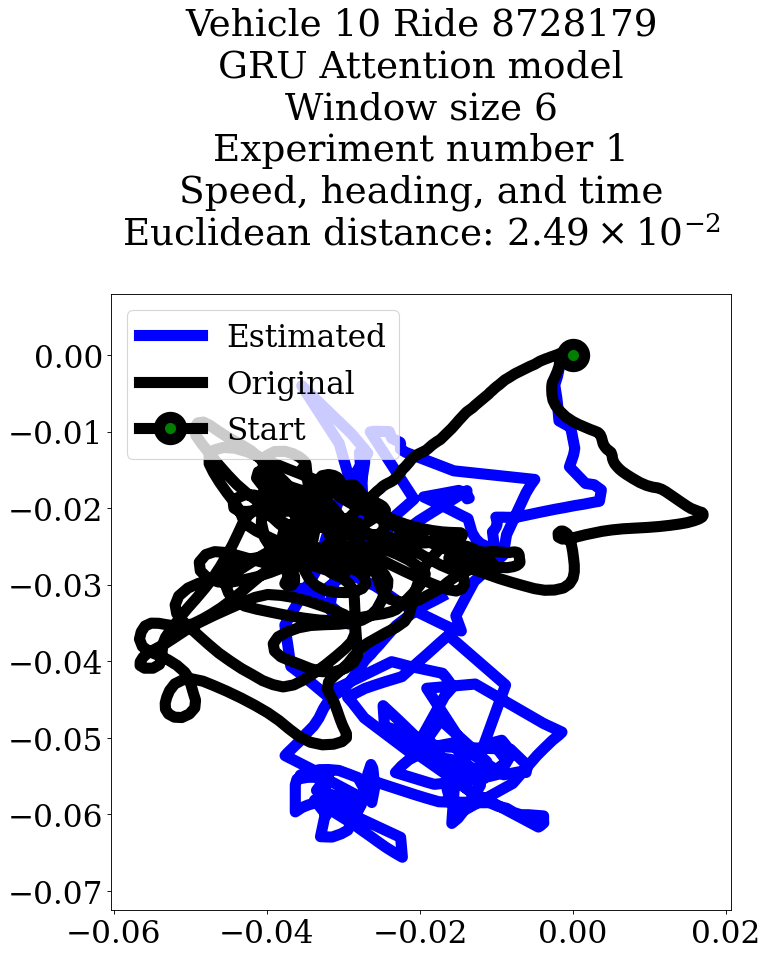 Vehicle 10 Ride 8728179
GRU Attention model
Window size 6
Experiment number 1
Speed, heading, and time
Euclidean distance: 2.49 × 10⁻²
Estimated
Original
Start
0.00
−0.01
−0.02
−0.03
−0.04
−0.05
−0.06
−0.07
−0.06 −0.04 −0.02 0.00 0.02